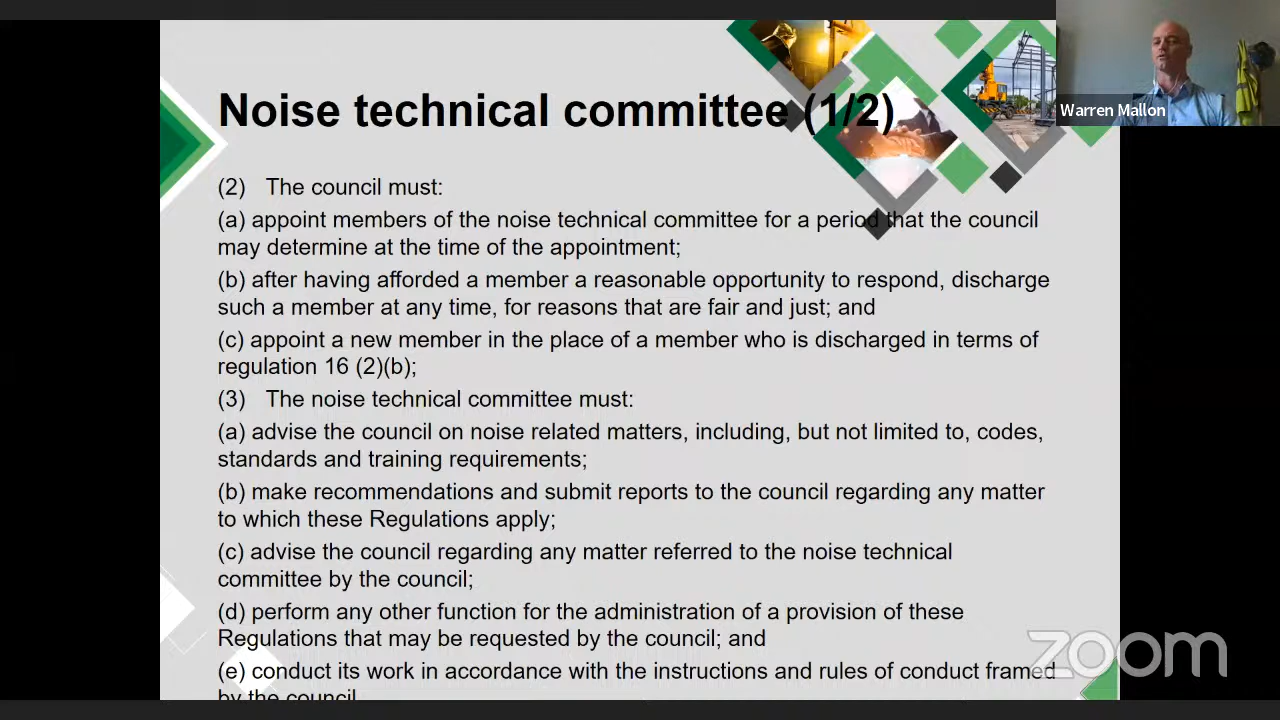 Noise technical committee (1/2)
Warren Mallon
(2) The council must:
(a) appoint members of the noise technical committee for a period that the council
may determine at the time of the appointment;
(b) after having afforded a member a reasonable opportunity to respond, discharge
such a member at any time, for reasons that are fair and just; and
(c) appoint a new member in the place of a member who is discharged in terms of
regulation 16 (2)(b);
(3) The noise technical committee must:
(a) advise the council on noise related matters, including, but not limited to, codes,
standards and training requirements;
(b) make recommendations and submit reports to the council regarding any matter
to which these Regulations apply;
(c) advise the council regarding any matter referred to the noise technical
committee by the council;
(d) perform any other function for the administration of a provision of these
Regulations that may be requested by the council; and
(e) conduct its work in accordance with the instructions and rules of conduct framed
by the council
zoom